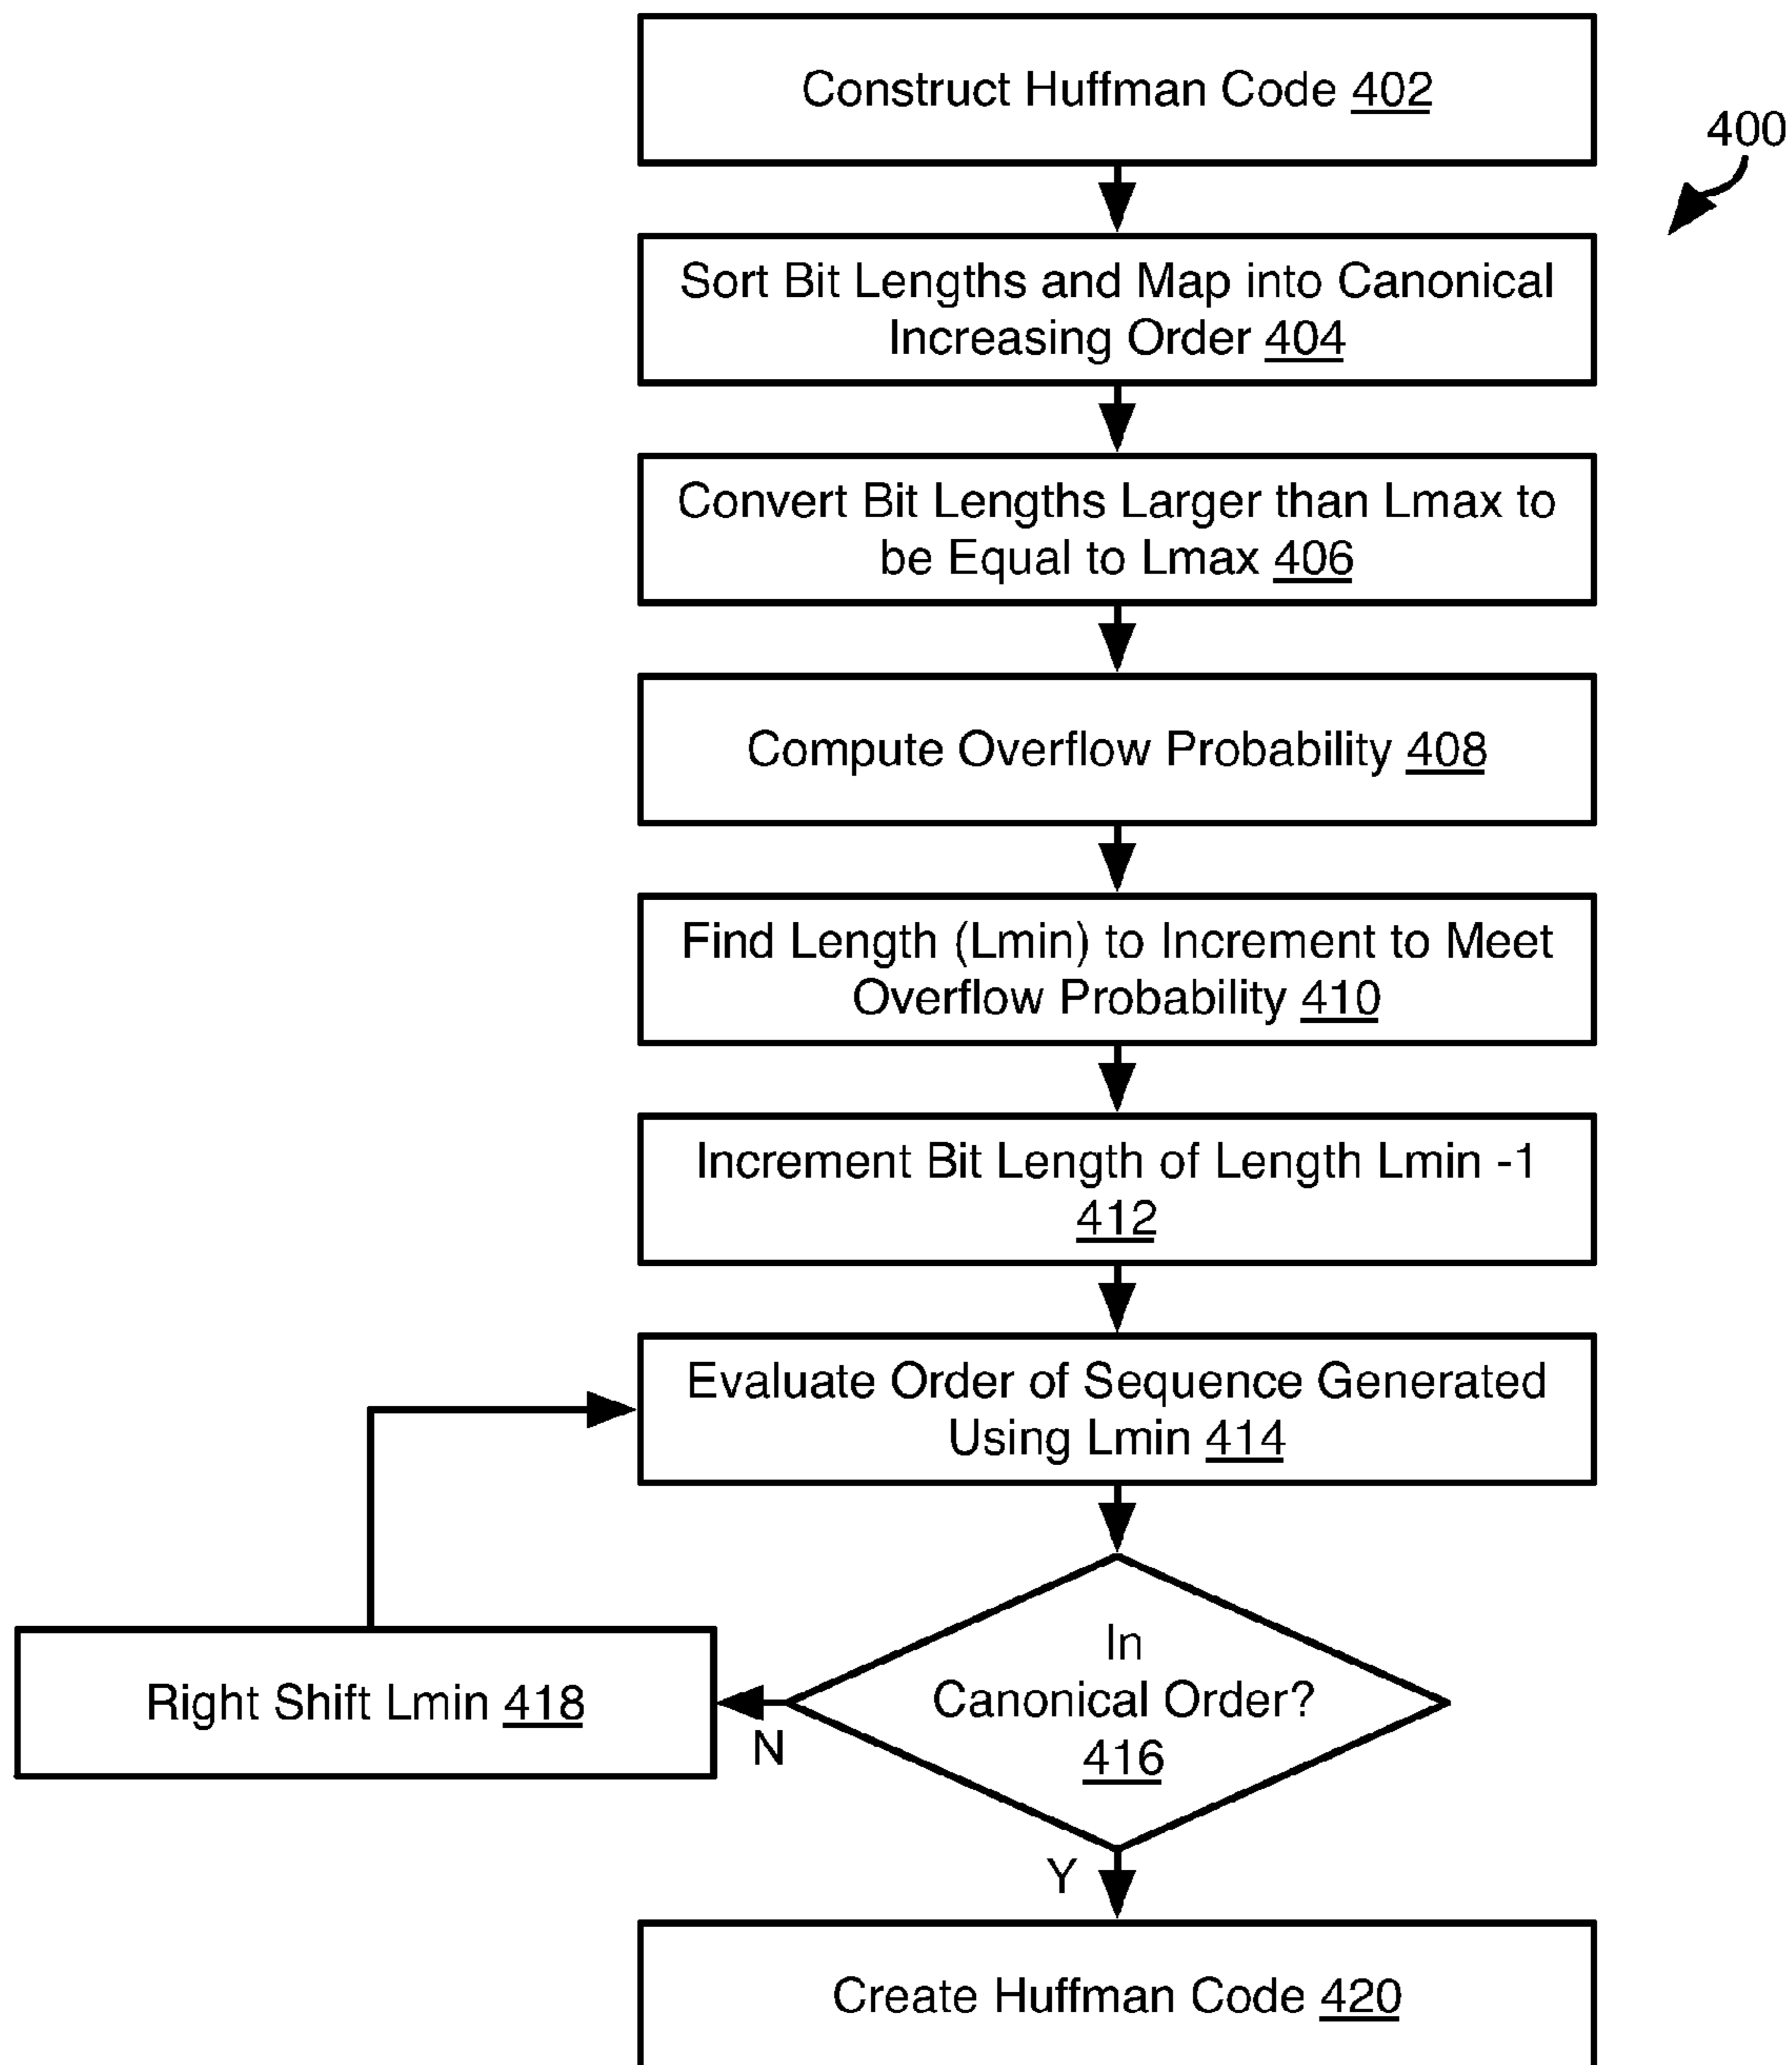 Construct Huffman Code 402
400
Sort Bit Lengths and Map into Canonical
Increasing Order 404
Convert Bit Lengths Larger than Lmax to
be Equal to Lmax 406
Compute Overflow Probability 408
Find Length (Lmin) to Increment to Meet
Overflow Probability 410
Increment Bit Length of Length Lmin -1
412
Evaluate Order of Sequence Generated
Using Lmin 414
In
Canonical Order?
416
Right Shift Lmin 418
N
Y
Create Huffman Code 420